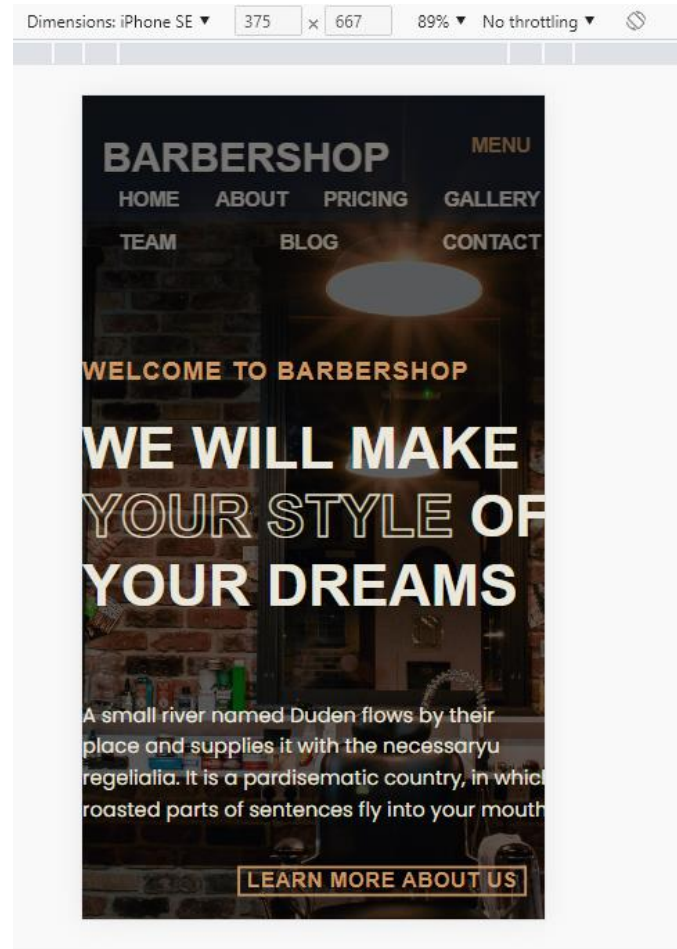 Dimensions: iPhone SE ▼ 375 × 667 89% ▼ No throttling ▼
BARBERSHOP MENU
HOME ABOUT PRICING GALLERY
TEAM BLOG CONTACT
WELCOME TO BARBERSHOP
WE WILL MAKE
YOUR STYLE OF
YOUR DREAMS
A small river named Duden flows by their
place and supplies it with the necessaryu
regelialia. It is a pardisematic country, in which
roasted parts of sentences fly into your mouth
LEARN MORE ABOUT US